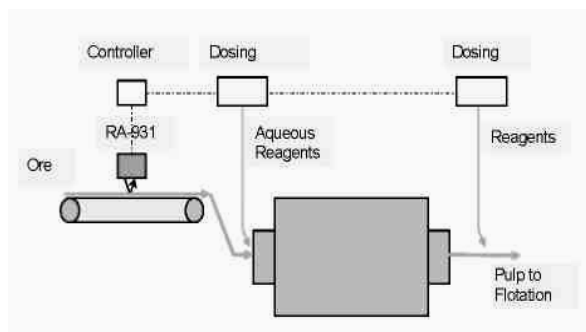 Controller
Dosing
Dosing
RA-931
Aqueous
Reagents
Reagents
Ore
Pulp to
Flotation